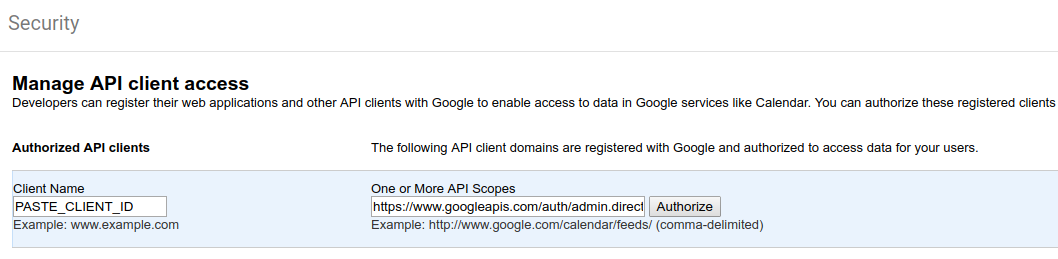 Security
Manage API client access
Developers can register their web applications and other API clients with Google to enable access to data in Google services like Calendar. You can authorize these registered clients
Authorized API clients The following API client domains are registered with Google and authorized to access data for your users.
Client Name One or More API Scopes
PASTE_CLIENT_ID https://www.googleapis.com/auth/admin.direct Authorize
Example: www.example.com Example: http://www.google.com/calendar/feeds/ (comma-delimited)